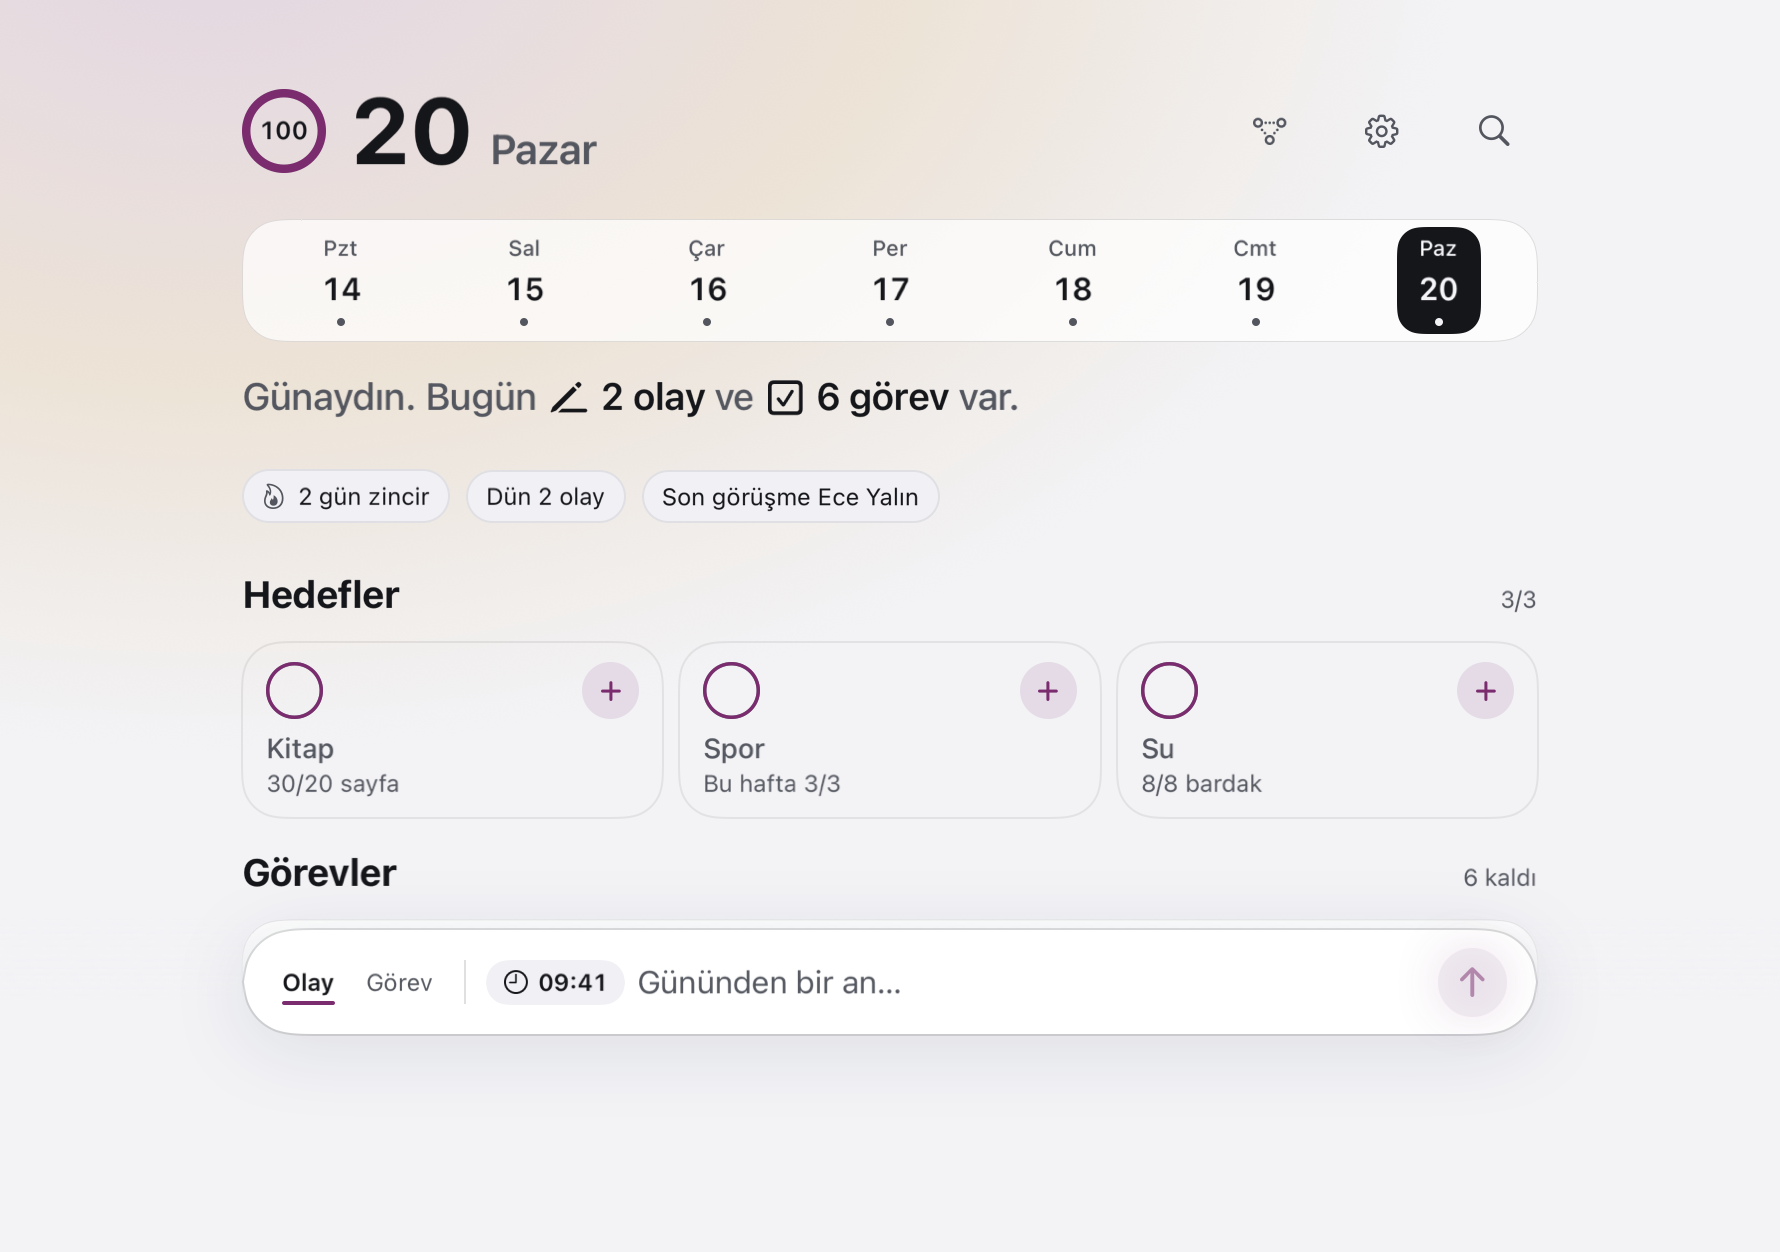 100 20 Pazar
Pzt Sal Çar Per Cum Cmt Paz
14 15 16 17 18 19 20
Günaydın. Bugün 2 olay ve 6 görev var.
2 gün zincir Dün 2 olay Son görüşme Ece Yalın
Hedefler 3/3
Kitap Spor Su
30/20 sayfa Bu hafta 3/3 8/8 bardak
Görevler 6 kaldı
Olay Görev 09:41 Gününden bir an...